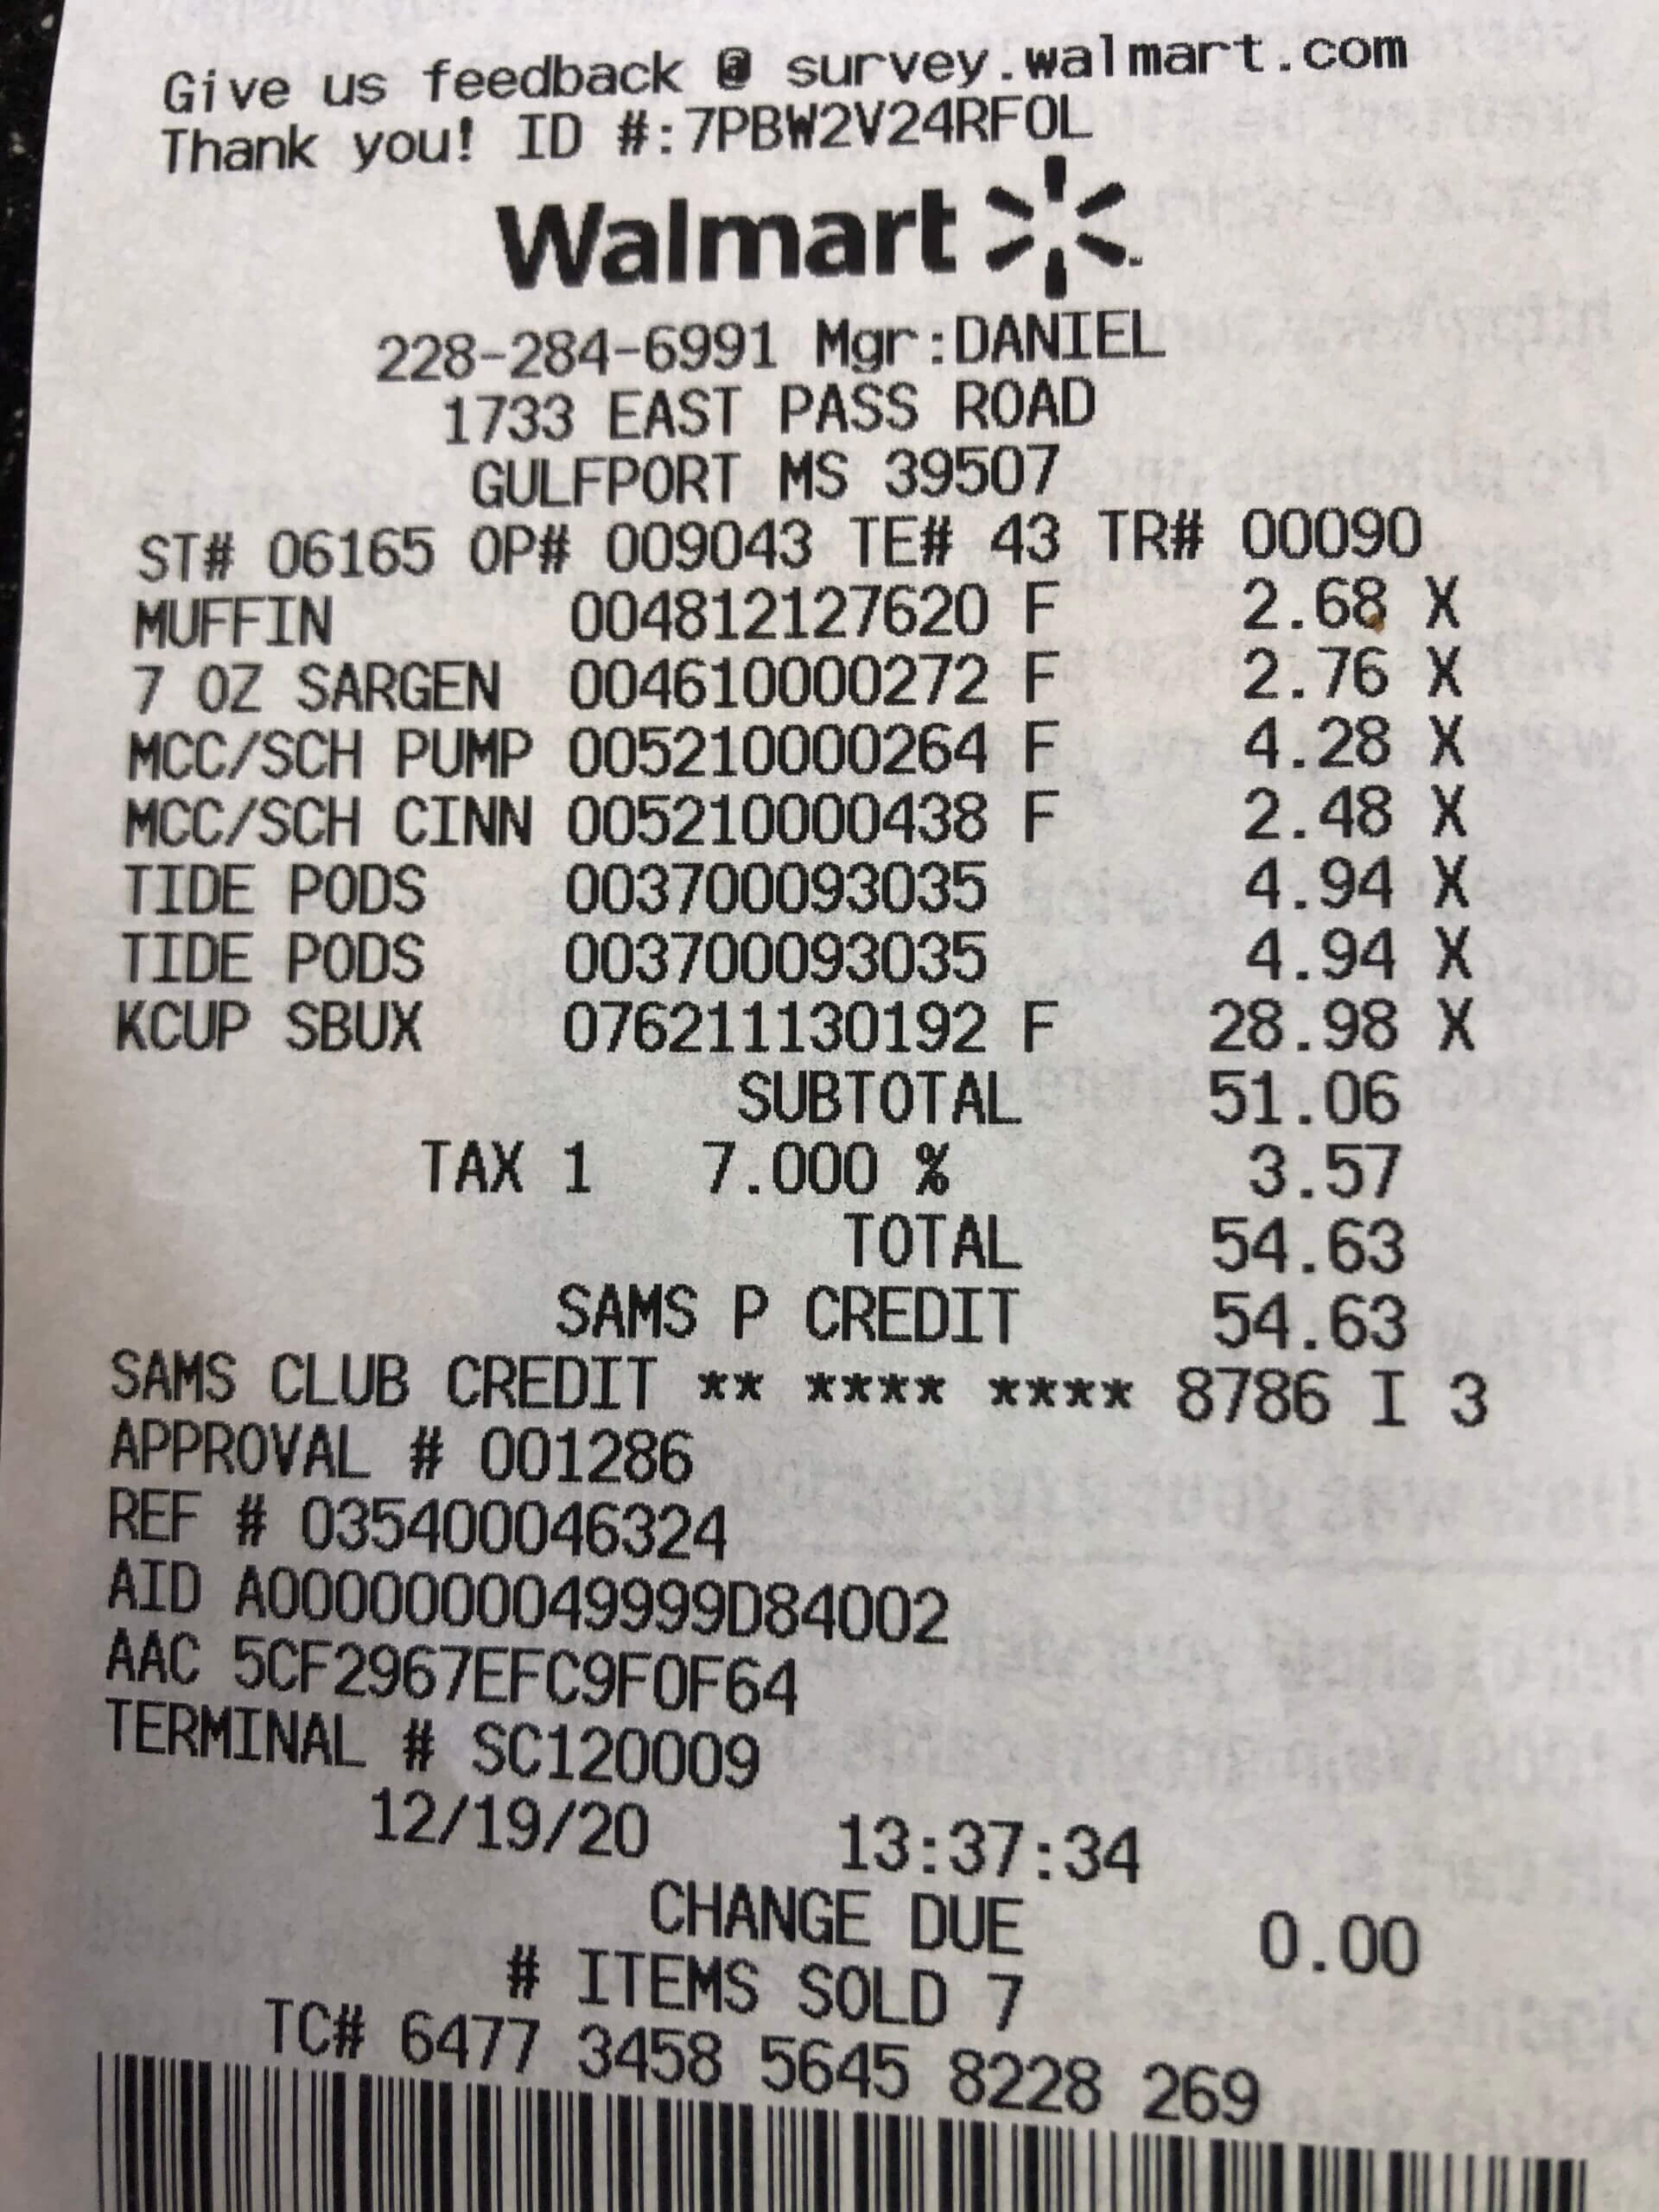 Give us feedback @ survey.walmart.com
Thank you! ID #:7PBW2V24RF0L
Walmart
228-284-6991 Mgr:DANIEL
1733 EAST PASS ROAD
GULFPORT MS 39507
ST# 06165 OP# 009043 TE# 43 TR# 00090
MUFFIN 004812127620 F 2.68 X
7 OZ SARGEN 004610000272 F 2.76 X
MCC/SCH PUMP 005210000264 F 4.28 X
MCC/SCH CINN 005210000438 F 2.48 X
TIDE PODS 003700093035 4.94 X
TIDE PODS 003700093035 4.94 X
KCUP SBUX 076211130192 F 28.98 X
SUBTOTAL 51.06
TAX 1 7.000 % 3.57
TOTAL 54.63
SAMS P CREDIT 54.63
SAMS CLUB CREDIT ** **** **** 8786 I 3
APPROVAL # 001286
REF # 035400046324
AID A0000000049999D84002
AAC 5CF2967EFC9F0F64
TERMINAL # SC120009
12/19/20 13:37:34
CHANGE DUE 0.00
# ITEMS SOLD 7
TC# 6477 3458 5645 8228 269